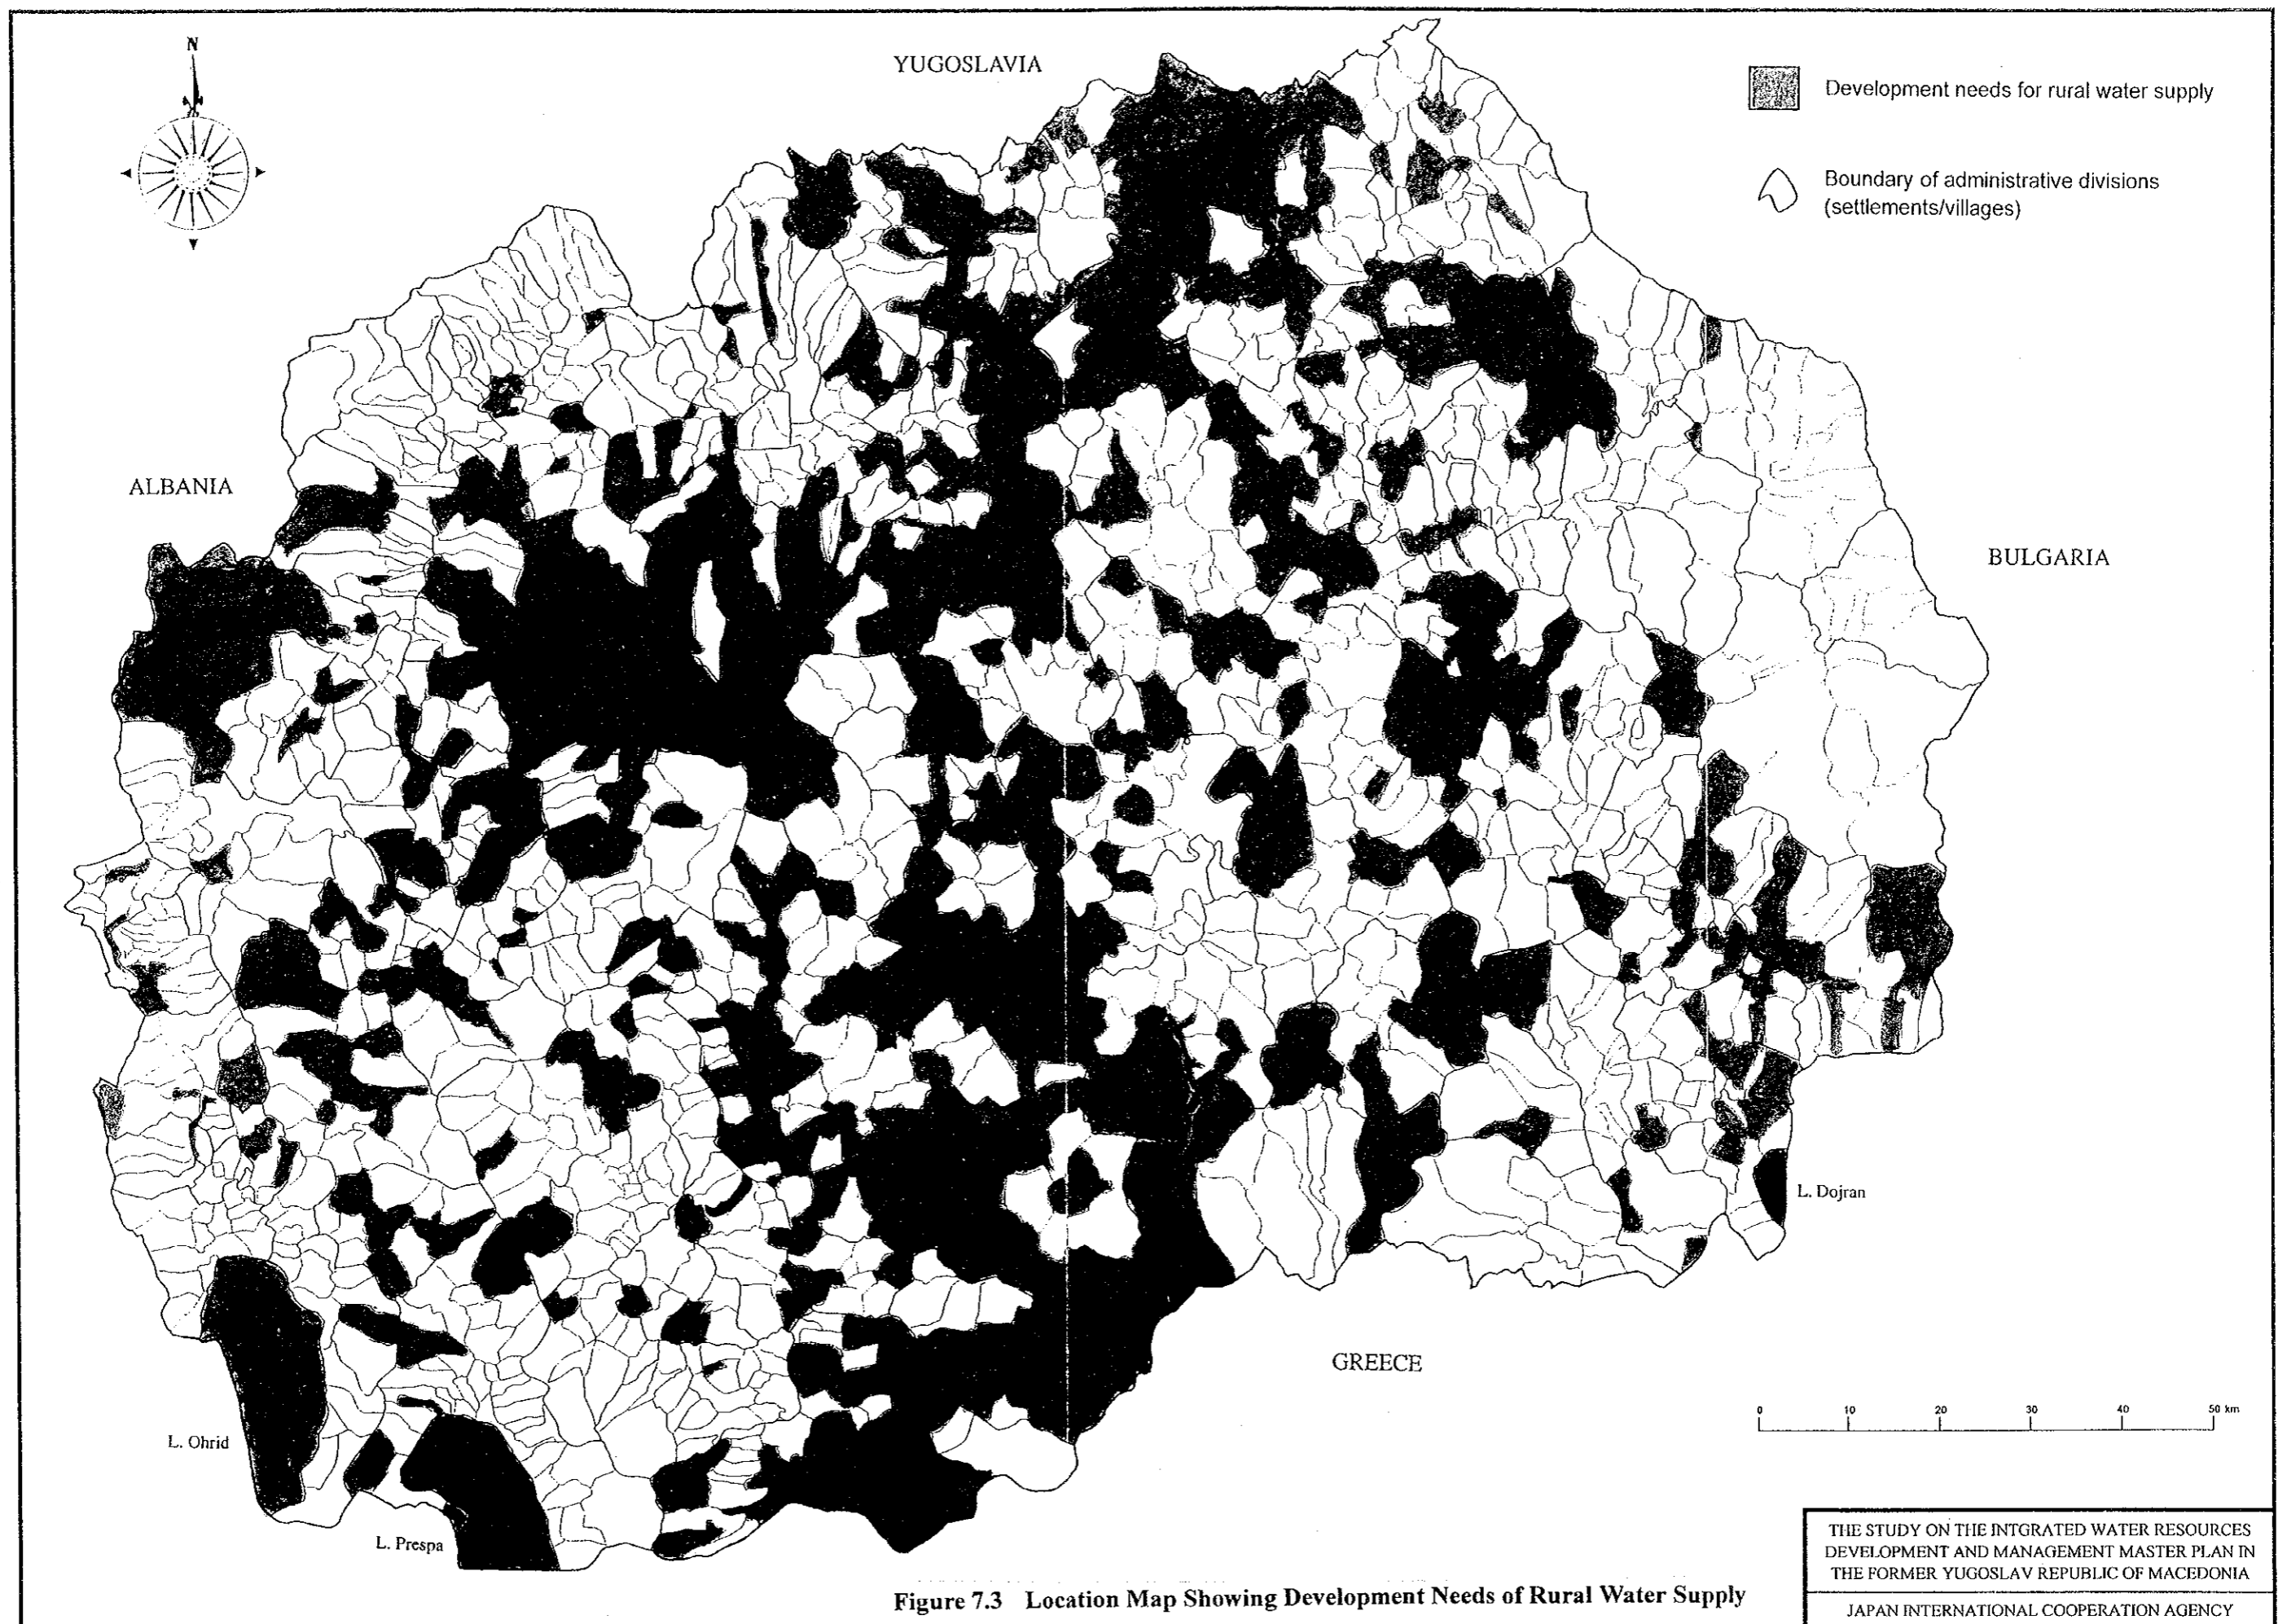 N
YUGOSLAVIA
Development needs for rural water supply
Boundary of administrative divisions
(settlements/villages)
ALBANIA
BULGARIA
L. Dojran
GREECE
0 10 20 30 40 50 km
L. Ohrid
L. Prespa
THE STUDY ON THE INTGRATED WATER RESOURCES
DEVELOPMENT AND MANAGEMENT MASTER PLAN IN
THE FORMER YUGOSLAV REPUBLIC OF MACEDONIA
Figure 7.3 Location Map Showing Development Needs of Rural Water Supply
JAPAN INTERNATIONAL COOPERATION AGENCY